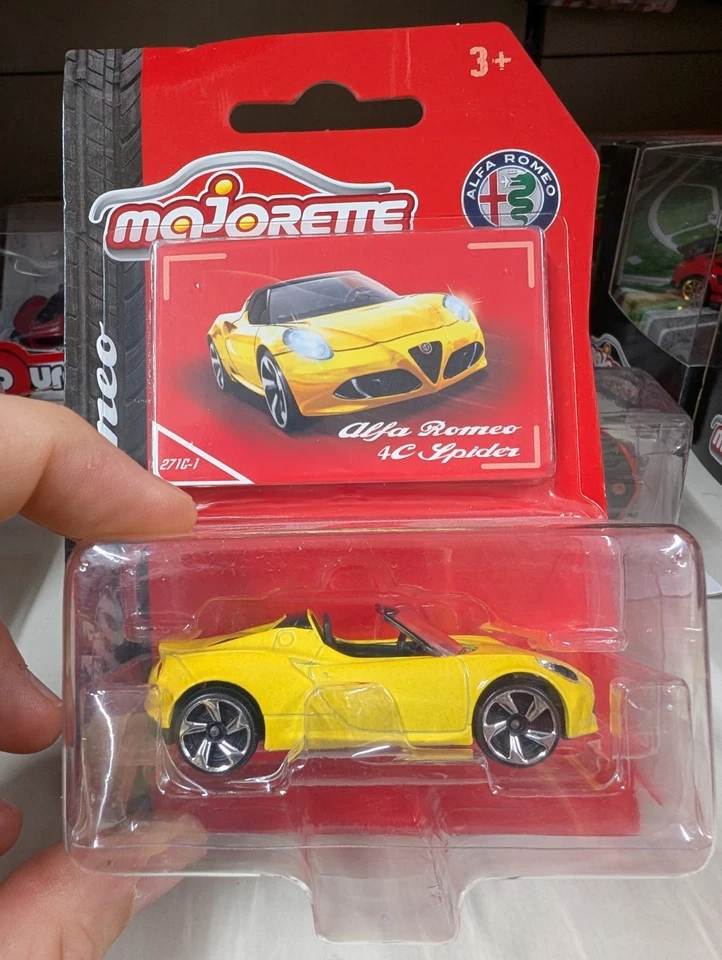 3+
ALFA ROMEO
MAJORETTE
Alfa Romeo
4C Spider
271C-1